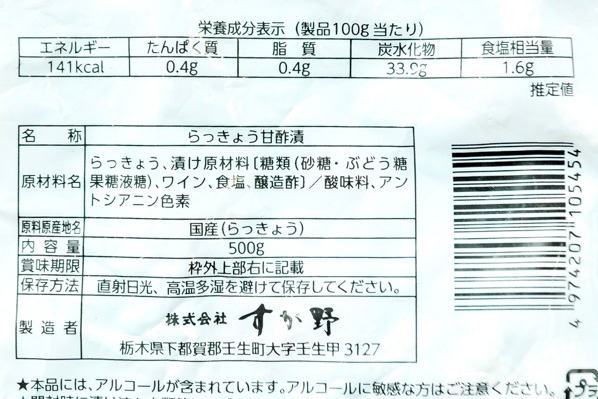 栄養成分表示（製品100g当たり）
エネルギー たんぱく質 脂質 炭水化物 食塩相当量
141kcal 0.4g 0.4g 33.9g 1.6g
推定値
名称 らっきょう甘酢漬
原材料名 らっきょう、漬け原材料〔糖類（砂糖・ぶどう糖
果糖液糖）、ワイン、食塩、醸造酢〕／酸味料、アン
トシアニン色素
原料原産地名 国産（らっきょう）
内容量 500g
賞味期限 枠外上部右に記載
保存方法 直射日光、高温多湿を避けて保存してください。
製造者 株式会社 すが野
栃木県下都賀郡壬生町大字壬生甲3127
4 974207 105454
★本品には、アルコールが含まれています。アルコールに敏感な方はご注意ください。
プラ